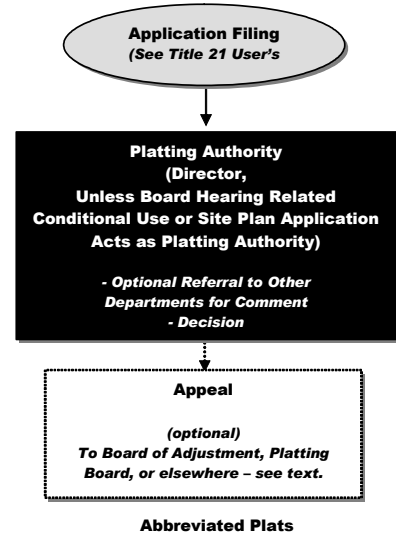 Application Filing
(See Title 21 User's
Platting Authority
(Director,
Unless Board Hearing Related
Conditional Use or Site Plan Application
Acts as Platting Authority)
- Optional Referral to Other
Departments for Comment
- Decision
Appeal
(optional)
To Board of Adjustment, Platting
Board, or elsewhere – see text.
Abbreviated Plats